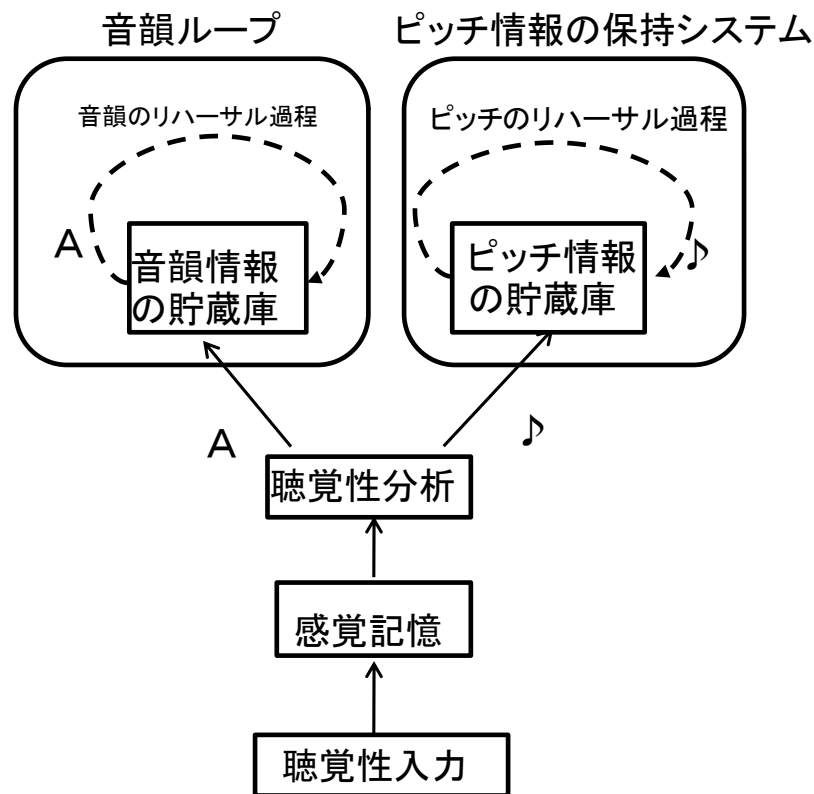 音韻ループ
ピッチ情報の保持システム
音韻のリハーサル過程
ピッチのリハーサル過程
A
音韻情報
の貯蔵庫
ピッチ情報
の貯蔵庫
♪
A
♪
聴覚性分析
感覚記憶
聴覚性入力